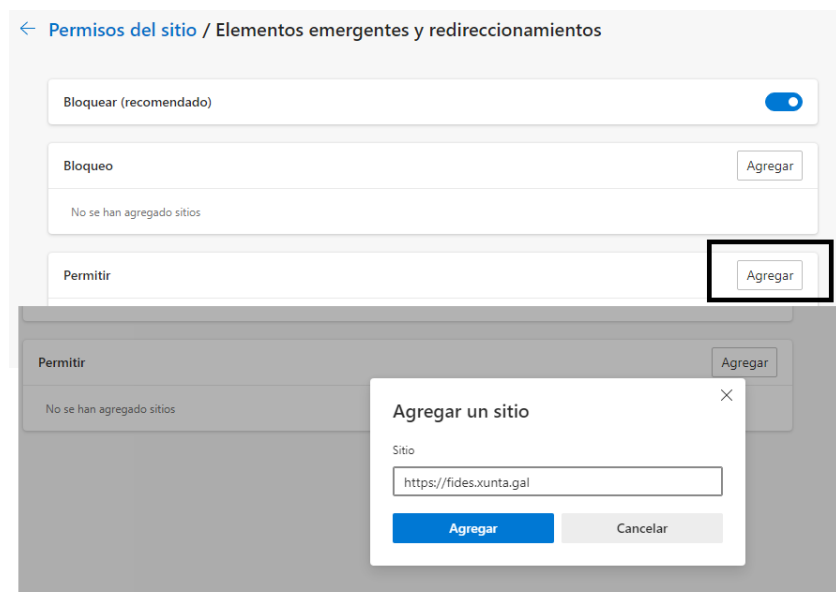 Permisos del sitio / Elementos emergentes y redireccionamientos
Bloquear (recomendado)
Bloqueo Agregar
No se han agregado sitios
Permitir Agregar
Permitir Agregar
No se han agregado sitios
Agregar un sitio
Sitio
https://fides.xunta.gal
Agregar Cancelar